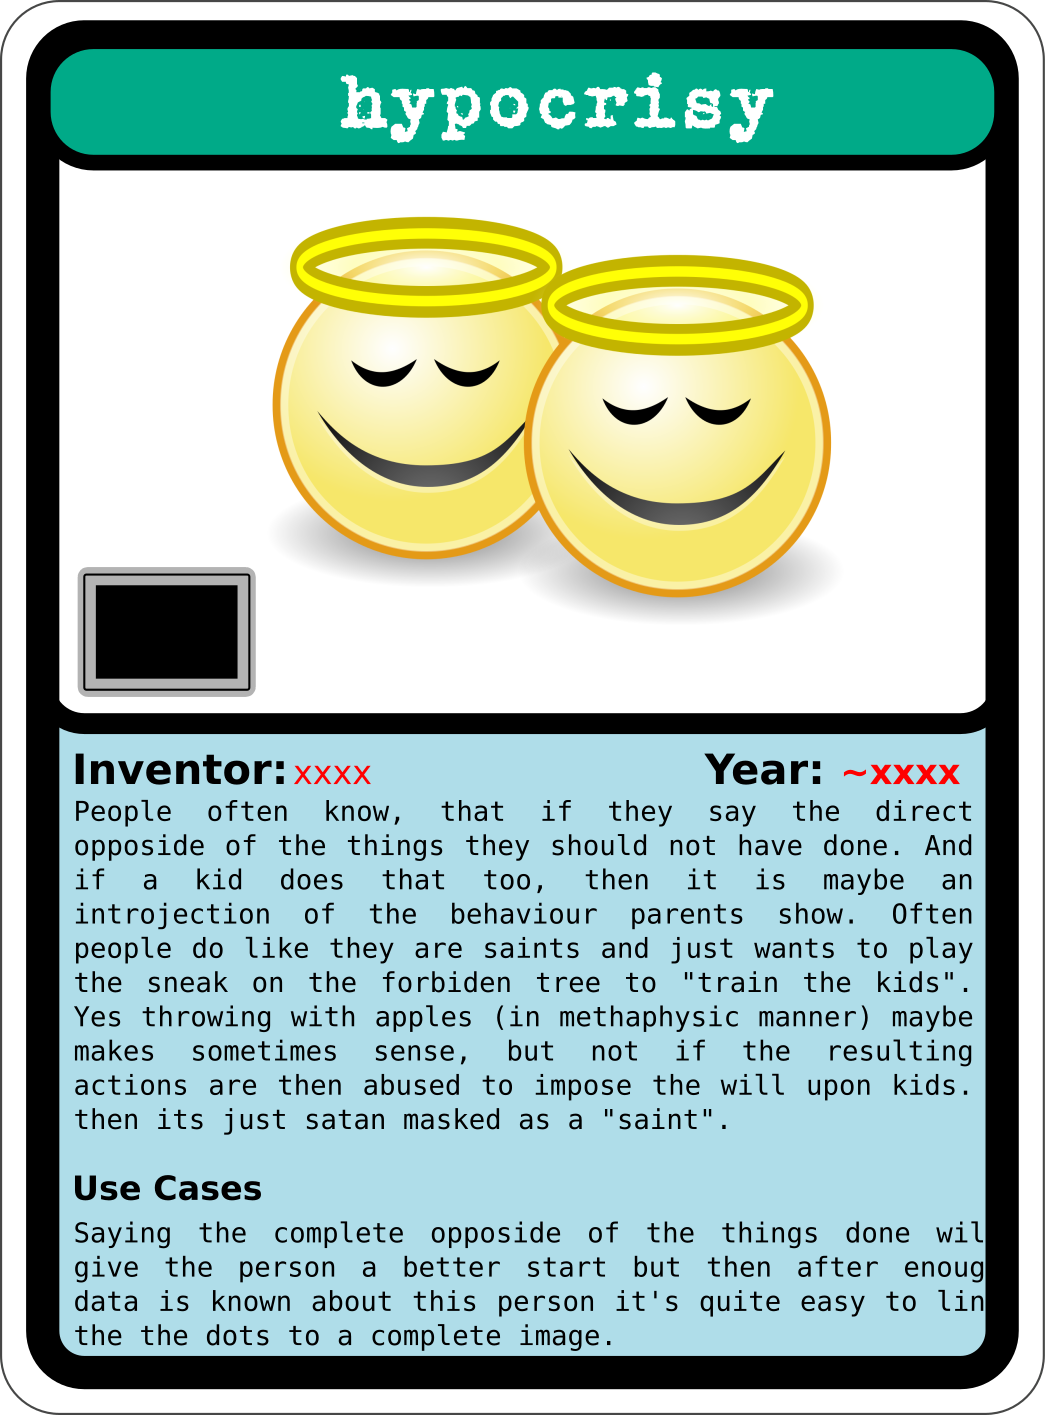 hypocrisy
Inventor: xxxx Year: ~xxxx
People often know, that if they say the direct
opposide of the things they should not have done. And
if a kid does that too, then it is maybe an
introjection of the behaviour parents show. Often
people do like they are saints and just wants to play
the sneak on the forbiden tree to "train the kids".
Yes throwing with apples (in methaphysic manner) maybe
makes sometimes sense, but not if the resulting
actions are then abused to impose the will upon kids.
then its just satan masked as a "saint".
Use Cases
Saying the complete opposide of the things done wil
give the person a better start but then after enoug
data is known about this person it's quite easy to lin
the the dots to a complete image.